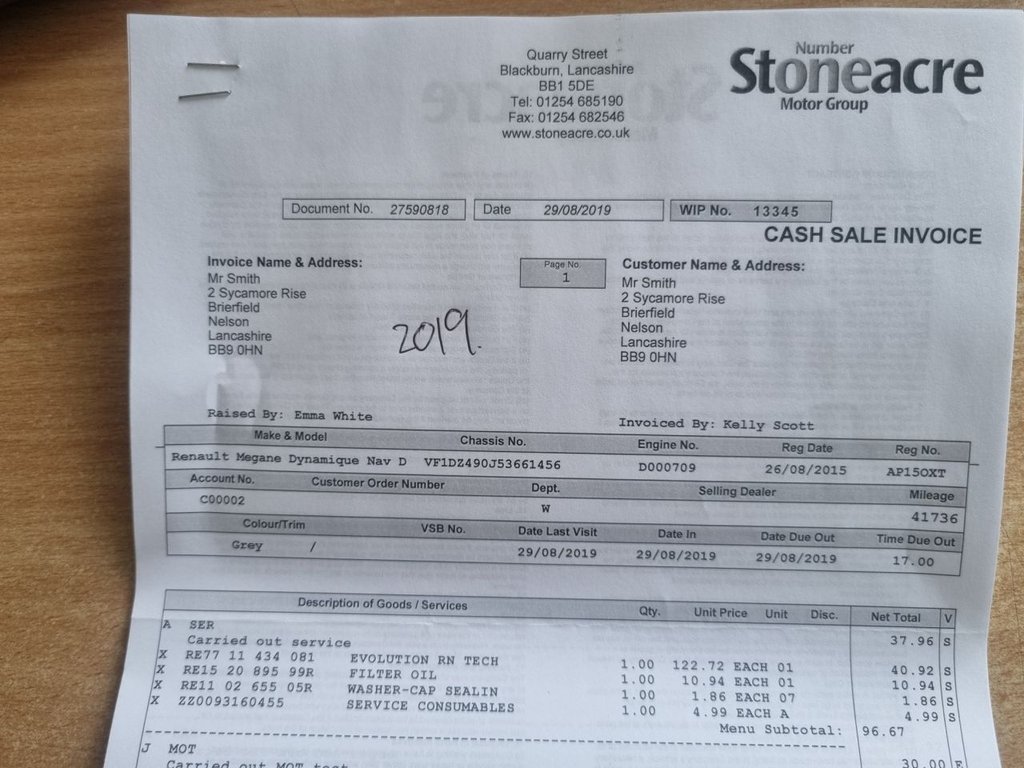 Quarry Street
Blackburn, Lancashire
BB1 5DE
Tel: 01254 685190
Fax: 01254 682546
www.stoneacre.co.uk
Number
Stoneacre
Motor Group
Document No. 27590818 Date 29/08/2019 WIP No. 13345
CASH SALE INVOICE
Invoice Name & Address:
Mr Smith
2 Sycamore Rise
Brierfield
Nelson
Lancashire
BB9 0HN
Page No.
1
2019.
Customer Name & Address:
Mr Smith
2 Sycamore Rise
Brierfield
Nelson
Lancashire
BB9 0HN
Raised By: Emma White
Invoiced By: Kelly Scott
Make & Model Chassis No. Engine No. Reg Date Reg No.
Renault Megane Dynamique Nav D VF1DZ490J53661456 D000709 26/08/2015 AP15OXT
Account No. Customer Order Number Dept. Selling Dealer Mileage
C00002 W 41736
Colour/Trim VSB No. Date Last Visit Date In Date Due Out Time Due Out
Grey / 29/08/2019 29/08/2019 29/08/2019 17.00
Description of Goods / Services Qty. Unit Price Unit Disc. Net Total V
A SER
Carried out service 37.96 S
X RE77 11 434 081 EVOLUTION RN TECH 1.00 122.72 EACH 01 40.92 S
X RE15 20 895 99R FILTER OIL 1.00 10.94 EACH 01 10.94 S
X RE11 02 655 05R WASHER-CAP SEALIN 1.00 1.86 EACH 07 1.86 S
X ZZ0093160455 SERVICE CONSUMABLES 1.00 4.99 EACH A 4.99 S
Menu Subtotal: 96.67
J MOT
Carried out MOT test 30.00 E